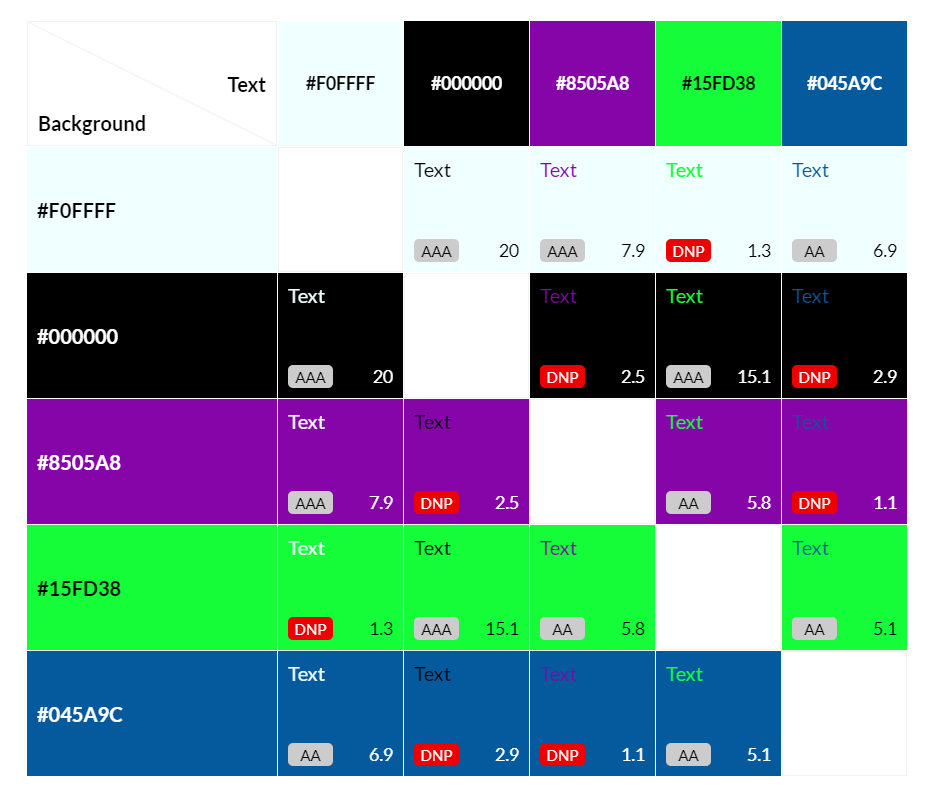 Text
Background
#F0FFFF #000000 #8505A8 #15FD38 #045A9C
#F0FFFF
Text Text Text Text
AAA 20 AAA 7.9 DNP 1.3 AA 6.9
#000000
Text Text Text Text
AAA 20 DNP 2.5 AAA 15.1 DNP 2.9
#8505A8
Text Text Text Text
AAA 7.9 DNP 2.5 AA 5.8 DNP 1.1
#15FD38
Text Text Text Text
DNP 1.3 AAA 15.1 AA 5.8 AA 5.1
#045A9C
Text Text Text Text
AA 6.9 DNP 2.9 DNP 1.1 AA 5.1